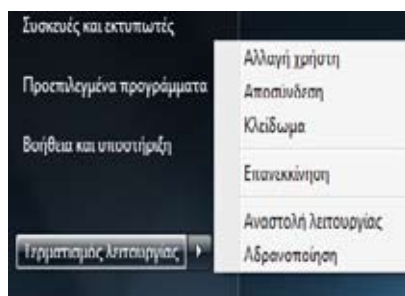 Συσκευές και εκτυπωτές
Προεπιλεγμένα προγράμματα
Βοήθεια και υποστήριξη
Τερματισμός λειτουργίας
Αλλαγή χρήστη
Αποσύνδεση
Κλείδωμα
Επανεκκίνηση
Αναστολή λειτουργίας
Αδρανοποίηση